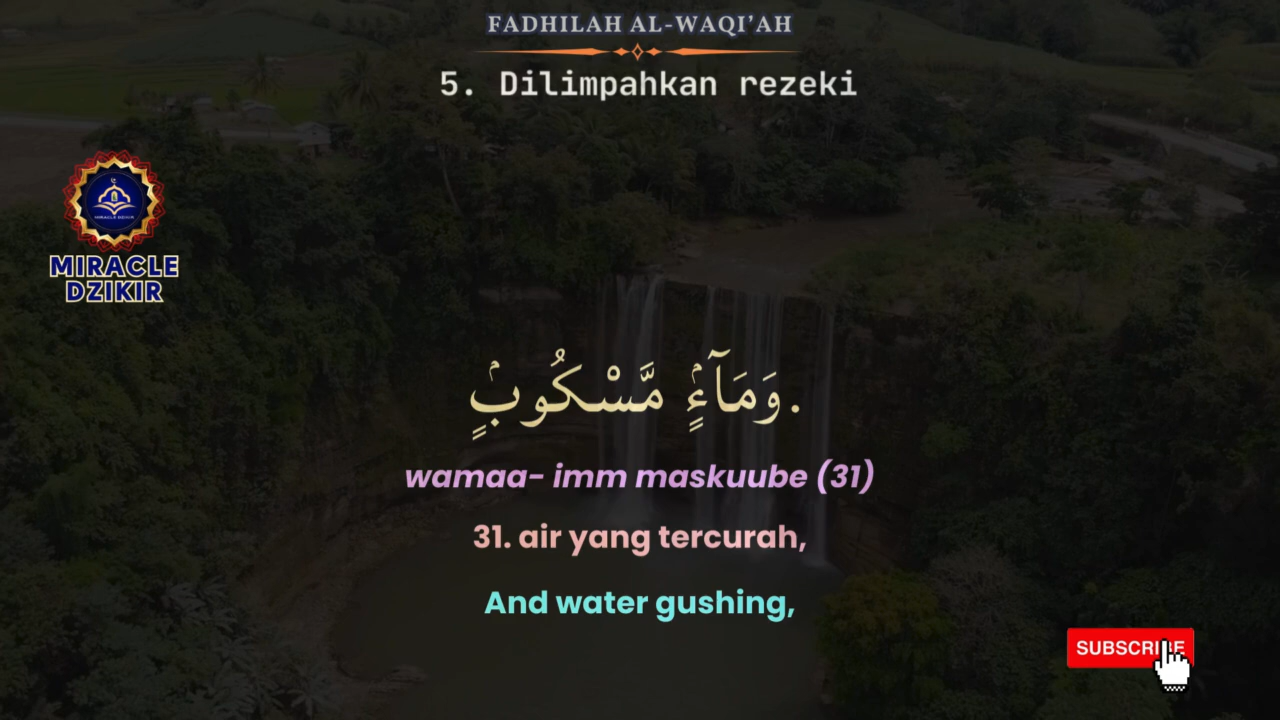 FADHILAH AL-WAQI'AH
5. Dilimpahkan rezeki
MIRACLE
DZIKIR
وَمَآءٍۢ مَّسْكُوبٍۢ.
wamaa- imm maskuube (31)
31. air yang tercurah,
And water gushing,
SUBSCRIBE